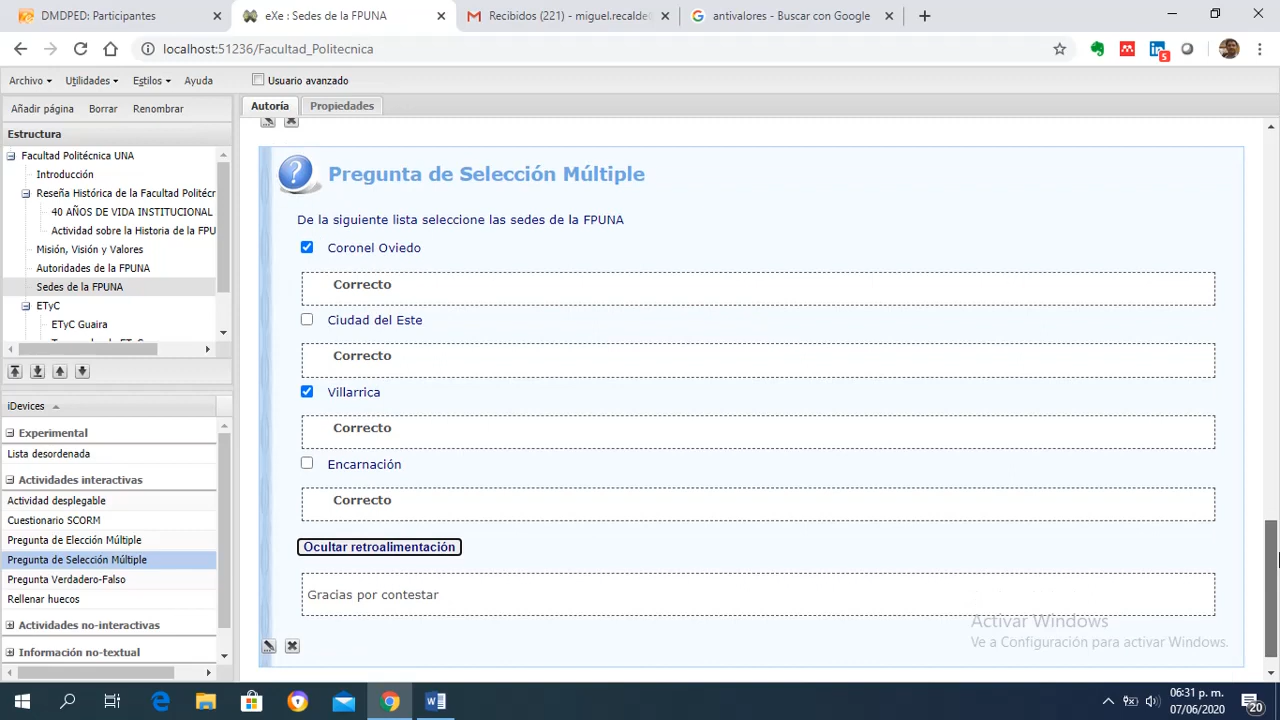 DMDPED: Participantes
eXe : Sedes de la FPUNA
Recibidos (221) - miguel.recalde
antivalores - Buscar con Google
localhost:51236/Facultad_Politecnica
5
Archivo Utilidades Estilos Ayuda
Usuario avanzado
Añadir página Borrar Renombrar
Autoría Propiedades
Estructura
Facultad Politécnica UNA
Introducción
Reseña Histórica de la Facultad Politécr
40 AÑOS DE VIDA INSTITUCIONAL
Actividad sobre la Historia de la FPU
Misión, Visión y Valores
Autoridades de la FPUNA
Sedes de la FPUNA
ETyC
ETyC Guaira
iDevices
Experimental
Lista desordenada
Actividades interactivas
Actividad desplegable
Cuestionario SCORM
Pregunta de Elección Múltiple
Pregunta de Selección Múltiple
Pregunta Verdadero-Falso
Rellenar huecos
Actividades no-interactivas
Información no-textual
Pregunta de Selección Múltiple
De la siguiente lista seleccione las sedes de la FPUNA
Coronel Oviedo
Correcto
Ciudad del Este
Correcto
Villarrica
Correcto
Encarnación
Correcto
Ocultar retroalimentación
Gracias por contestar
Activar Windows
Ve a Configuración para activar Windows.
06:31 p. m.
07/06/2020
20